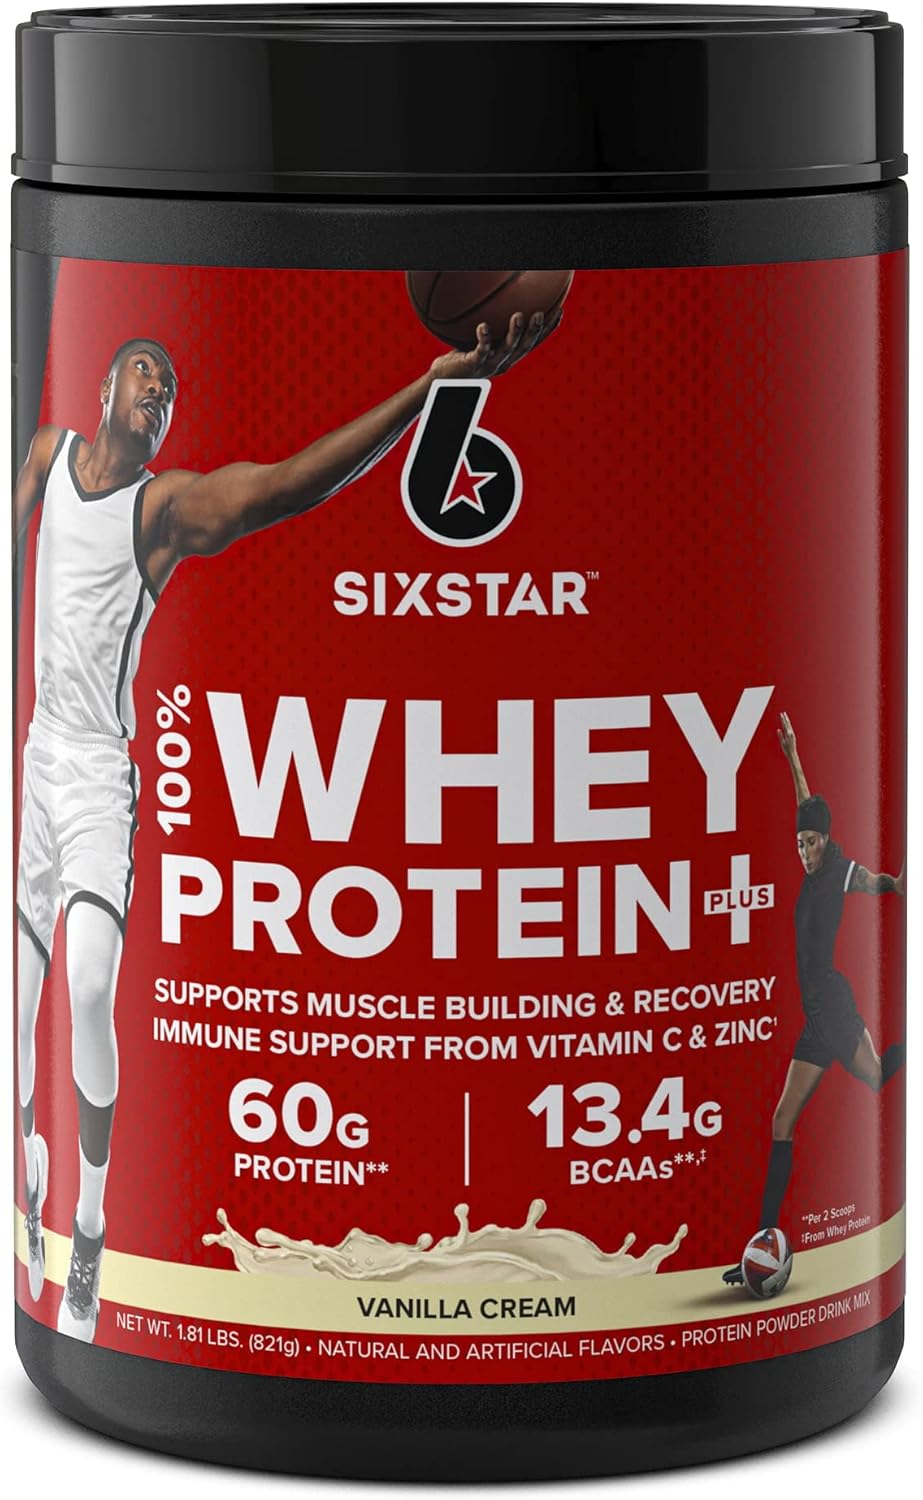 6
SIXSTAR™
100% WHEY
PROTEIN+ PLUS
SUPPORTS MUSCLE BUILDING & RECOVERY
IMMUNE SUPPORT FROM VITAMIN C & ZINC¹
60G
PROTEIN**
13.4G
BCAAs**,‡
**Per 2 Scoops
‡From Whey Protein
VANILLA CREAM
NET WT. 1.81 LBS. (821g) • NATURAL AND ARTIFICIAL FLAVORS • PROTEIN POWDER DRINK MIX